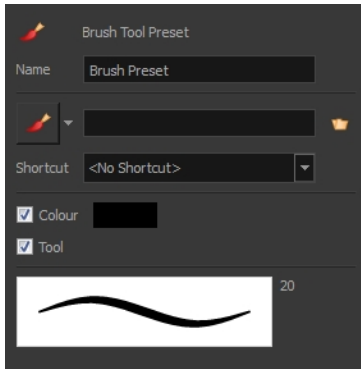 Brush Tool Preset
Name Brush Preset
Shortcut <No Shortcut>
Colour
Tool
20